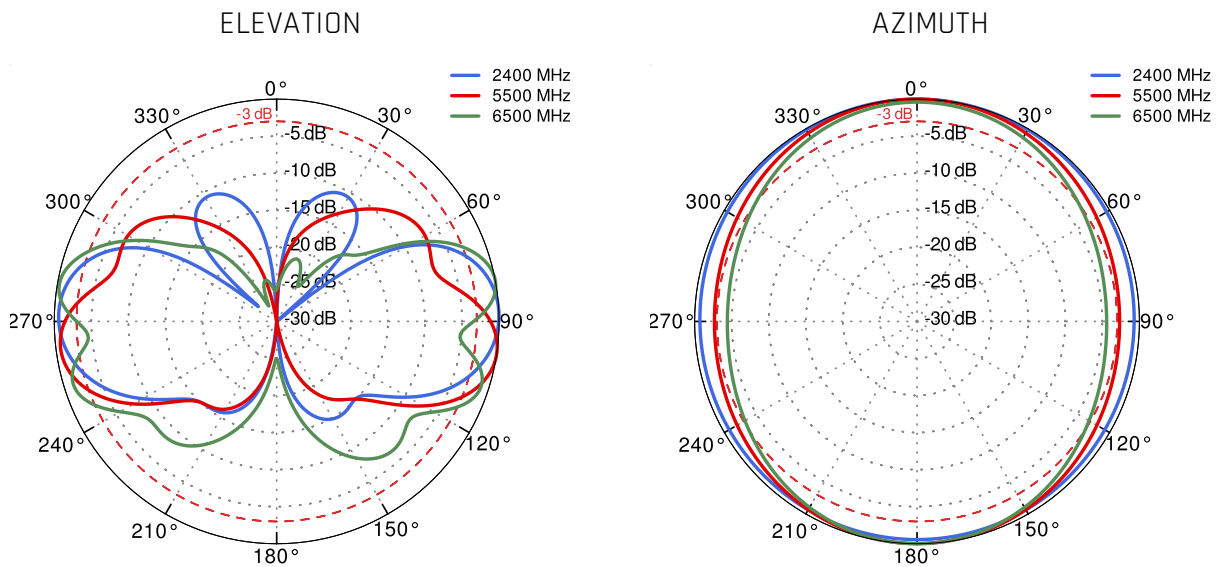 ELEVATION
2400 MHz
5500 MHz
6500 MHz
0°
330°
-3 dB
30°
-5 dB
-10 dB
300°
-15 dB
60°
-20 dB
-25 dB
270°
-30 dB
90°
240°
120°
210°
150°
180°
AZIMUTH
2400 MHz
5500 MHz
6500 MHz
0°
330°
-3 dB
30°
-5 dB
-10 dB
300°
-15 dB
60°
-20 dB
-25 dB
270°
-30 dB
90°
240°
120°
210°
150°
180°